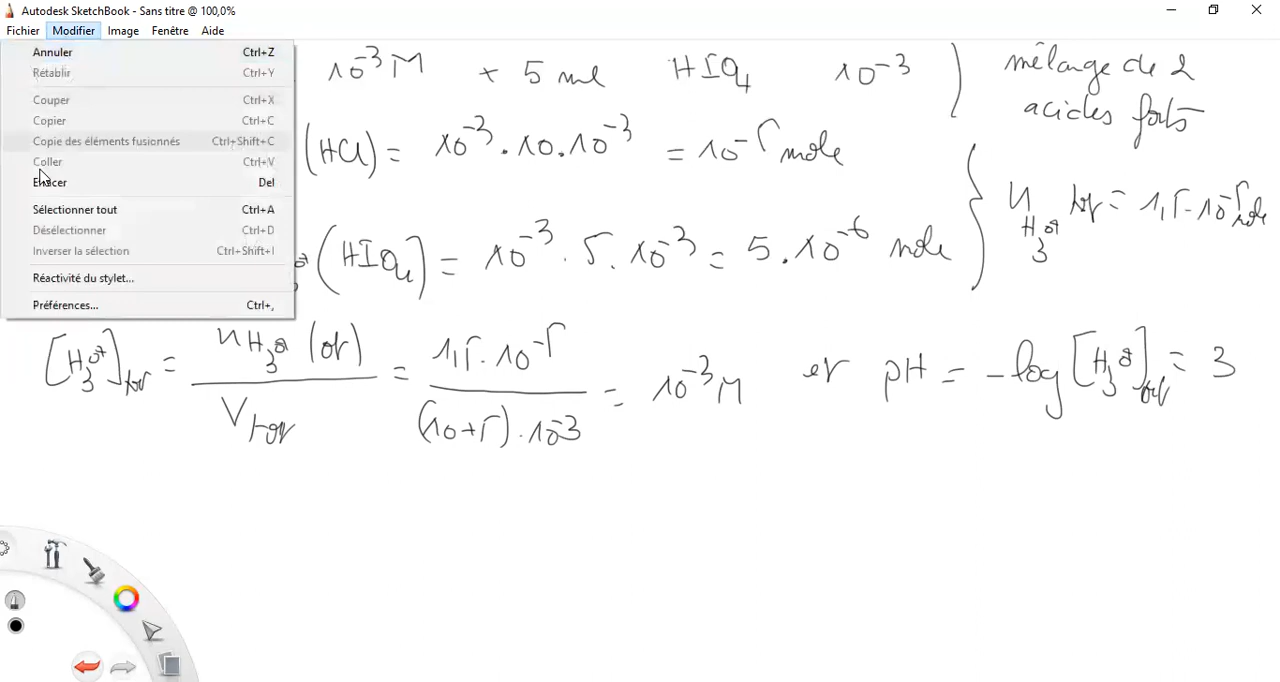 Autodesk SketchBook - Sans titre @ 100,0%
Fichier Modifier Image Fenêtre Aide
Annuler Ctrl+Z
Rétablir Ctrl+Y
Couper Ctrl+X
Copier Ctrl+C
Copie des éléments fusionnés Ctrl+Shift+C
Coller Ctrl+V
Effacer Del
Sélectionner tout Ctrl+A
Désélectionner Ctrl+D
Inverser la sélection Ctrl+Shift+I
Réactivité du stylet...
Préférences... Ctrl+,
10⁻³ M + 5 ml HIO₄ 10⁻³
mélange de 2
acides forts
(HCl) = 10⁻³ . 10 . 10⁻³ = 10⁻⁵ mole
(HIO₄) = 10⁻³ . 5 . 10⁻³ = 5 . 10⁻⁶ mole
n H₃O⁺ tot = 1,5 . 10⁻⁵ mole
[H₃O⁺]tot = n H₃O⁺ (tot) / Vtot = 1,5 . 10⁻⁵ / (10+5) . 10⁻³ = 10⁻³ M et pH = -log [H₃O⁺]tot = 3